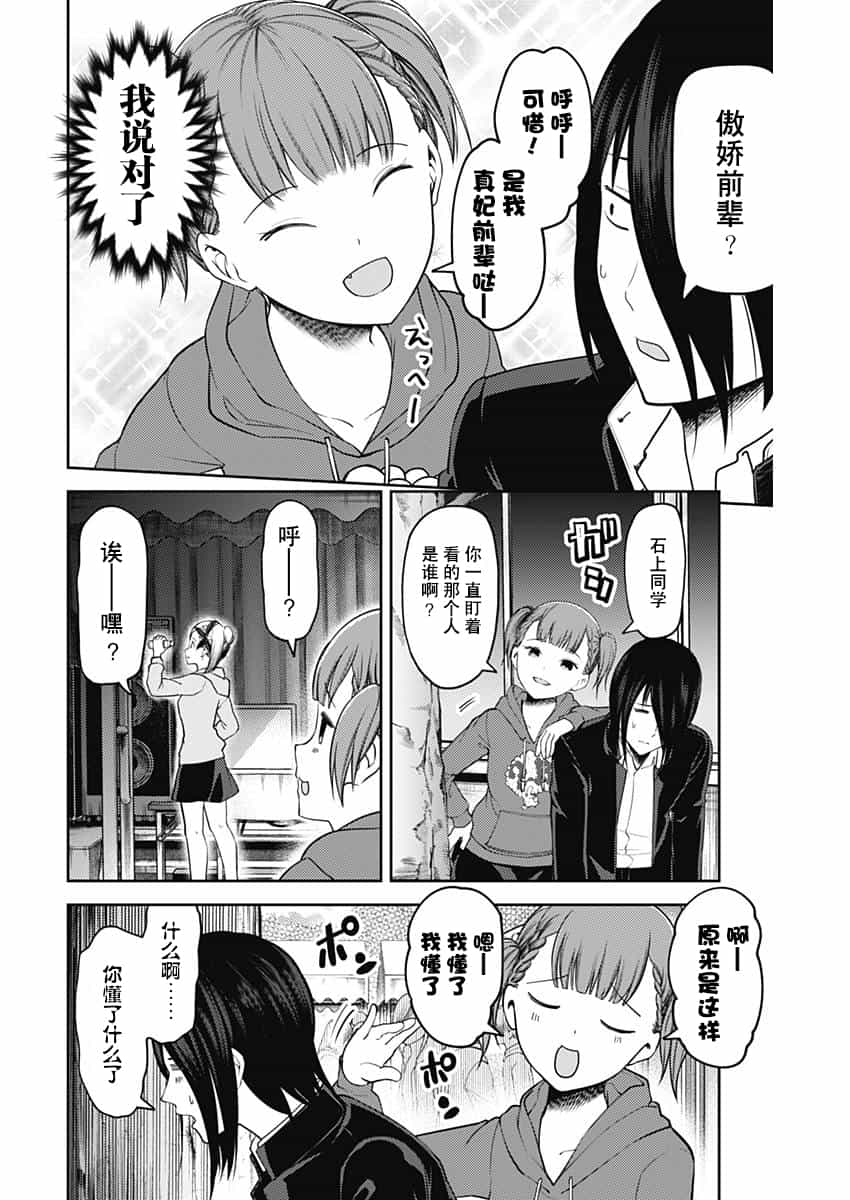 傲娇前辈？
呼呼—
可惜！
是我
真妃前辈哒—
えっへー
我说对了
石上同学
グググ
你一直盯着
看的那个人
是谁啊？
呼—？
诶—嘿？
啊—
原来是这样
嗯—
我懂了
我懂了
ポンポン
什么啊……
你懂了什么了